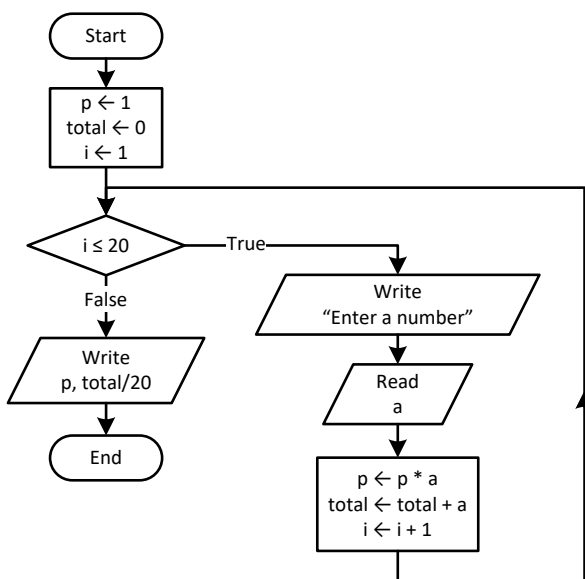 Start
p ← 1
total ← 0
i ← 1
i ≤ 20
True
False
Write
p, total/20
End
Write
“Enter a number”
Read
a
p ← p * a
total ← total + a
i ← i + 1